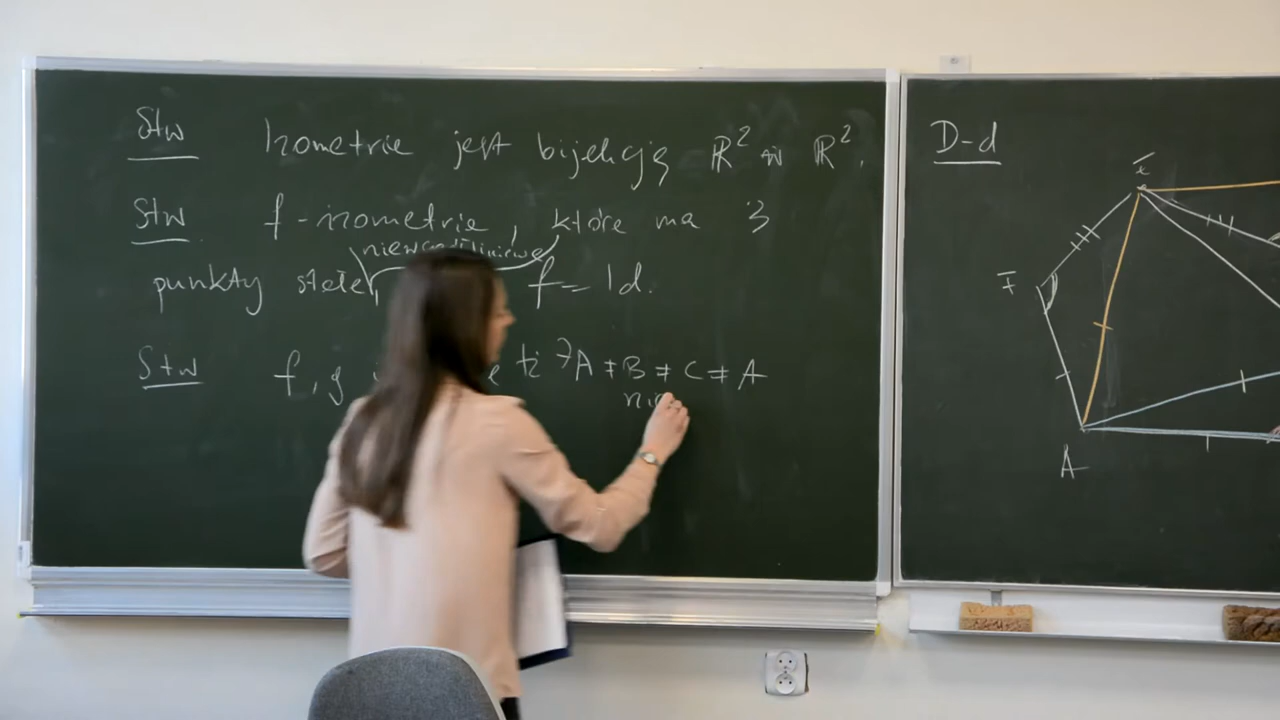 Stw Izometria jest bijekcją ℝ² w ℝ².
Stw f-izometria, która ma 3
niewspółliniowe
punkty stałe, f = Id.
Stw f, g tż ∃A ≠ B ≠ C ≠ A
D-d
E
F
A